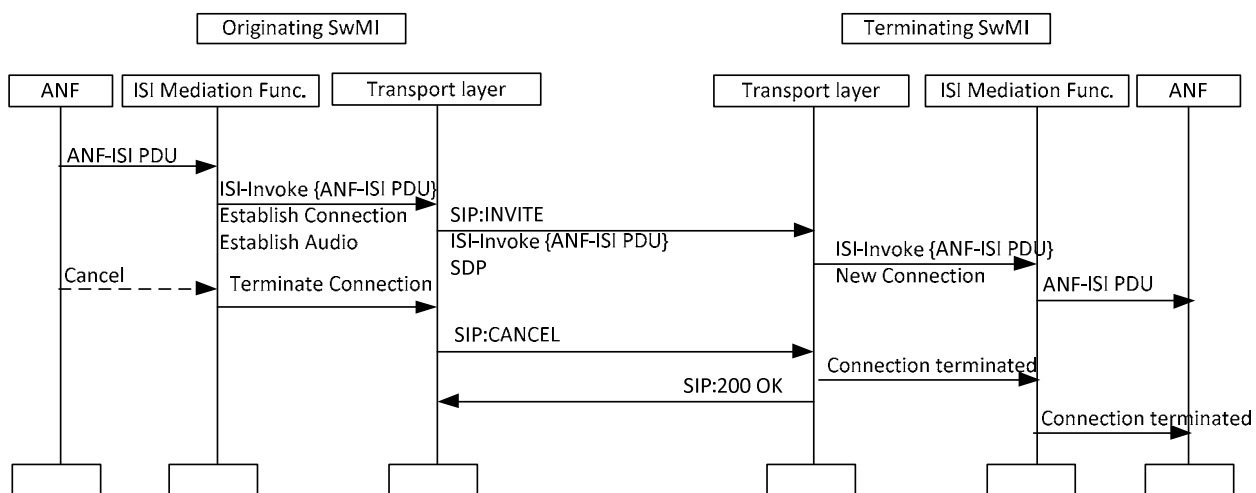 Originating SwMI
Terminating SwMI
ANF
ISI Mediation Func.
Transport layer
Transport layer
ISI Mediation Func.
ANF
ANF-ISI PDU
ISI-Invoke {ANF-ISI PDU}
Establish Connection
Establish Audio
SIP:INVITE
ISI-Invoke {ANF-ISI PDU}
SDP
ISI-Invoke {ANF-ISI PDU}
New Connection
ANF-ISI PDU
Cancel
Terminate Connection
SIP:CANCEL
Connection terminated
SIP:200 OK
Connection terminated